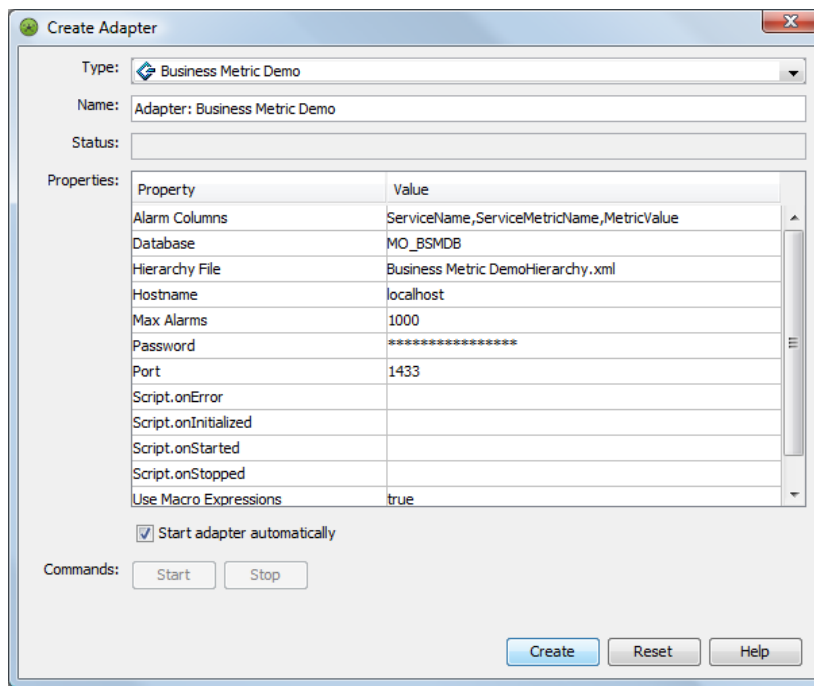 Create Adapter
Type: Business Metric Demo
Name: Adapter: Business Metric Demo
Status:
Properties: Property Value
Alarm Columns ServiceName,ServiceMetricName,MetricValue
Database MO_BSMDB
Hierarchy File Business Metric DemoHierarchy.xml
Hostname localhost
Max Alarms 1000
Password ****************
Port 1433
Script.onError
Script.onInitialized
Script.onStarted
Script.onStopped
Use Macro Expressions true
Start adapter automatically
Commands: Start Stop
Create Reset Help